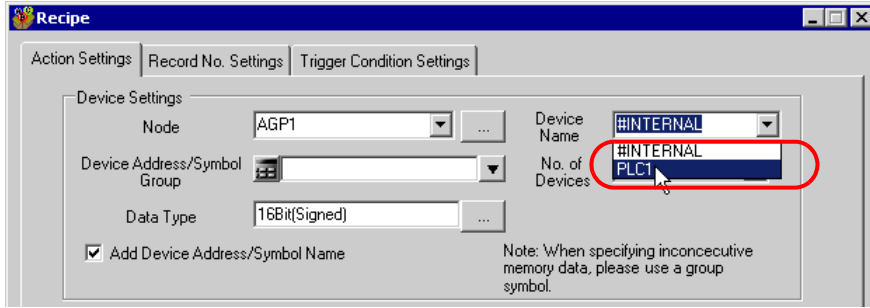 Recipe
Action Settings Record No. Settings Trigger Condition Settings
Device Settings
Node AGP1 ... Device Name #INTERNAL
#INTERNAL
Device Address/Symbol Group No. of Devices PLC1
Data Type 16Bit(Signed) ...
Add Device Address/Symbol Name
Note: When specifying inconcecutive
memory data, please use a group
symbol.